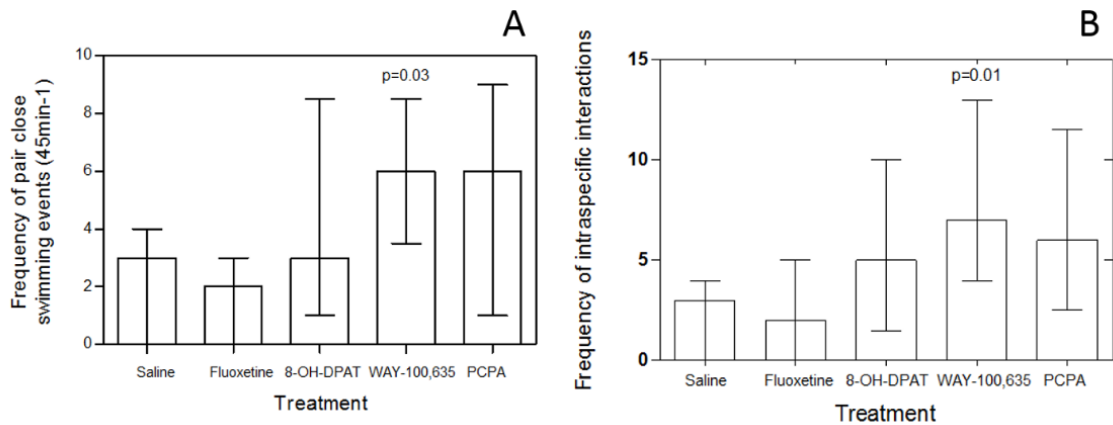 A
Frequency of pair close
swimming events (45min-1)
10
8
6
4
2
0
p=0.03
Saline Fluoxetine 8-OH-DPAT WAY-100,635 PCPA
Treatment
B
Frequency of intraspecific interactions
15
10
5
0
p=0.01
Saline Fluoxetine 8-OH-DPAT WAY-100,635 PCPA
Treatment